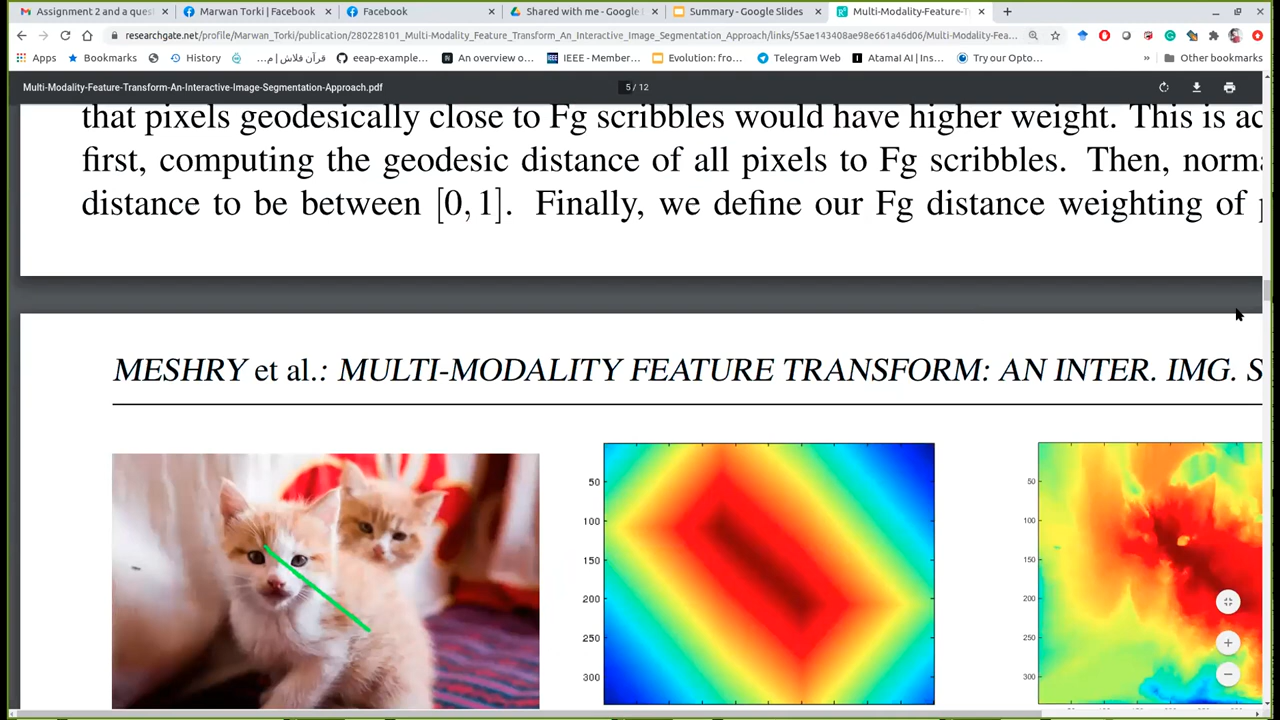 Assignment 2 and a ques
Marwan Torki | Facebook
Facebook
Shared with me - Google
Summary - Google Slides
Multi-Modality-Feature-T
researchgate.net/profile/Marwan_Torki/publication/280228101_Multi-Modality_Feature_Transform_An_Interactive_Image_Segmentation_Approach/links/55ae143408ae98e661a46d06/Multi-Modality-Fea...
Apps
Bookmarks
History
قرآن فلاش | م...
eeap-example...
An overview o...
IEEE - Member...
Evolution: fro...
Telegram Web
Atamai AI | Ins...
Try our Opto...
»
Other bookmarks
Multi-Modality-Feature-Transform-An-Interactive-Image-Segmentation-Approach.pdf
5 / 12
that pixels geodesically close to Fg scribbles would have higher weight. This is ac
first, computing the geodesic distance of all pixels to Fg scribbles. Then, norma
distance to be between [0,1]. Finally, we define our Fg distance weighting of p
MESHRY et al.: MULTI-MODALITY FEATURE TRANSFORM: AN INTER. IMG. S
50
100
150
200
250
300
50
100
150
200
250
300